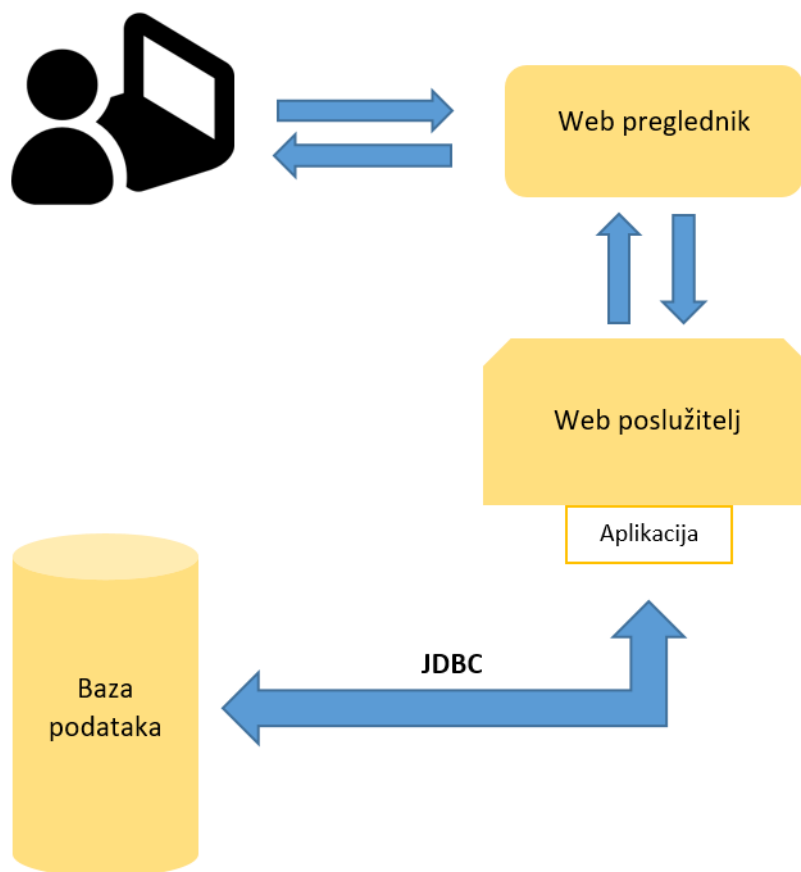 Web preglednik
Web poslužitelj
Aplikacija
JDBC
Baza
podataka